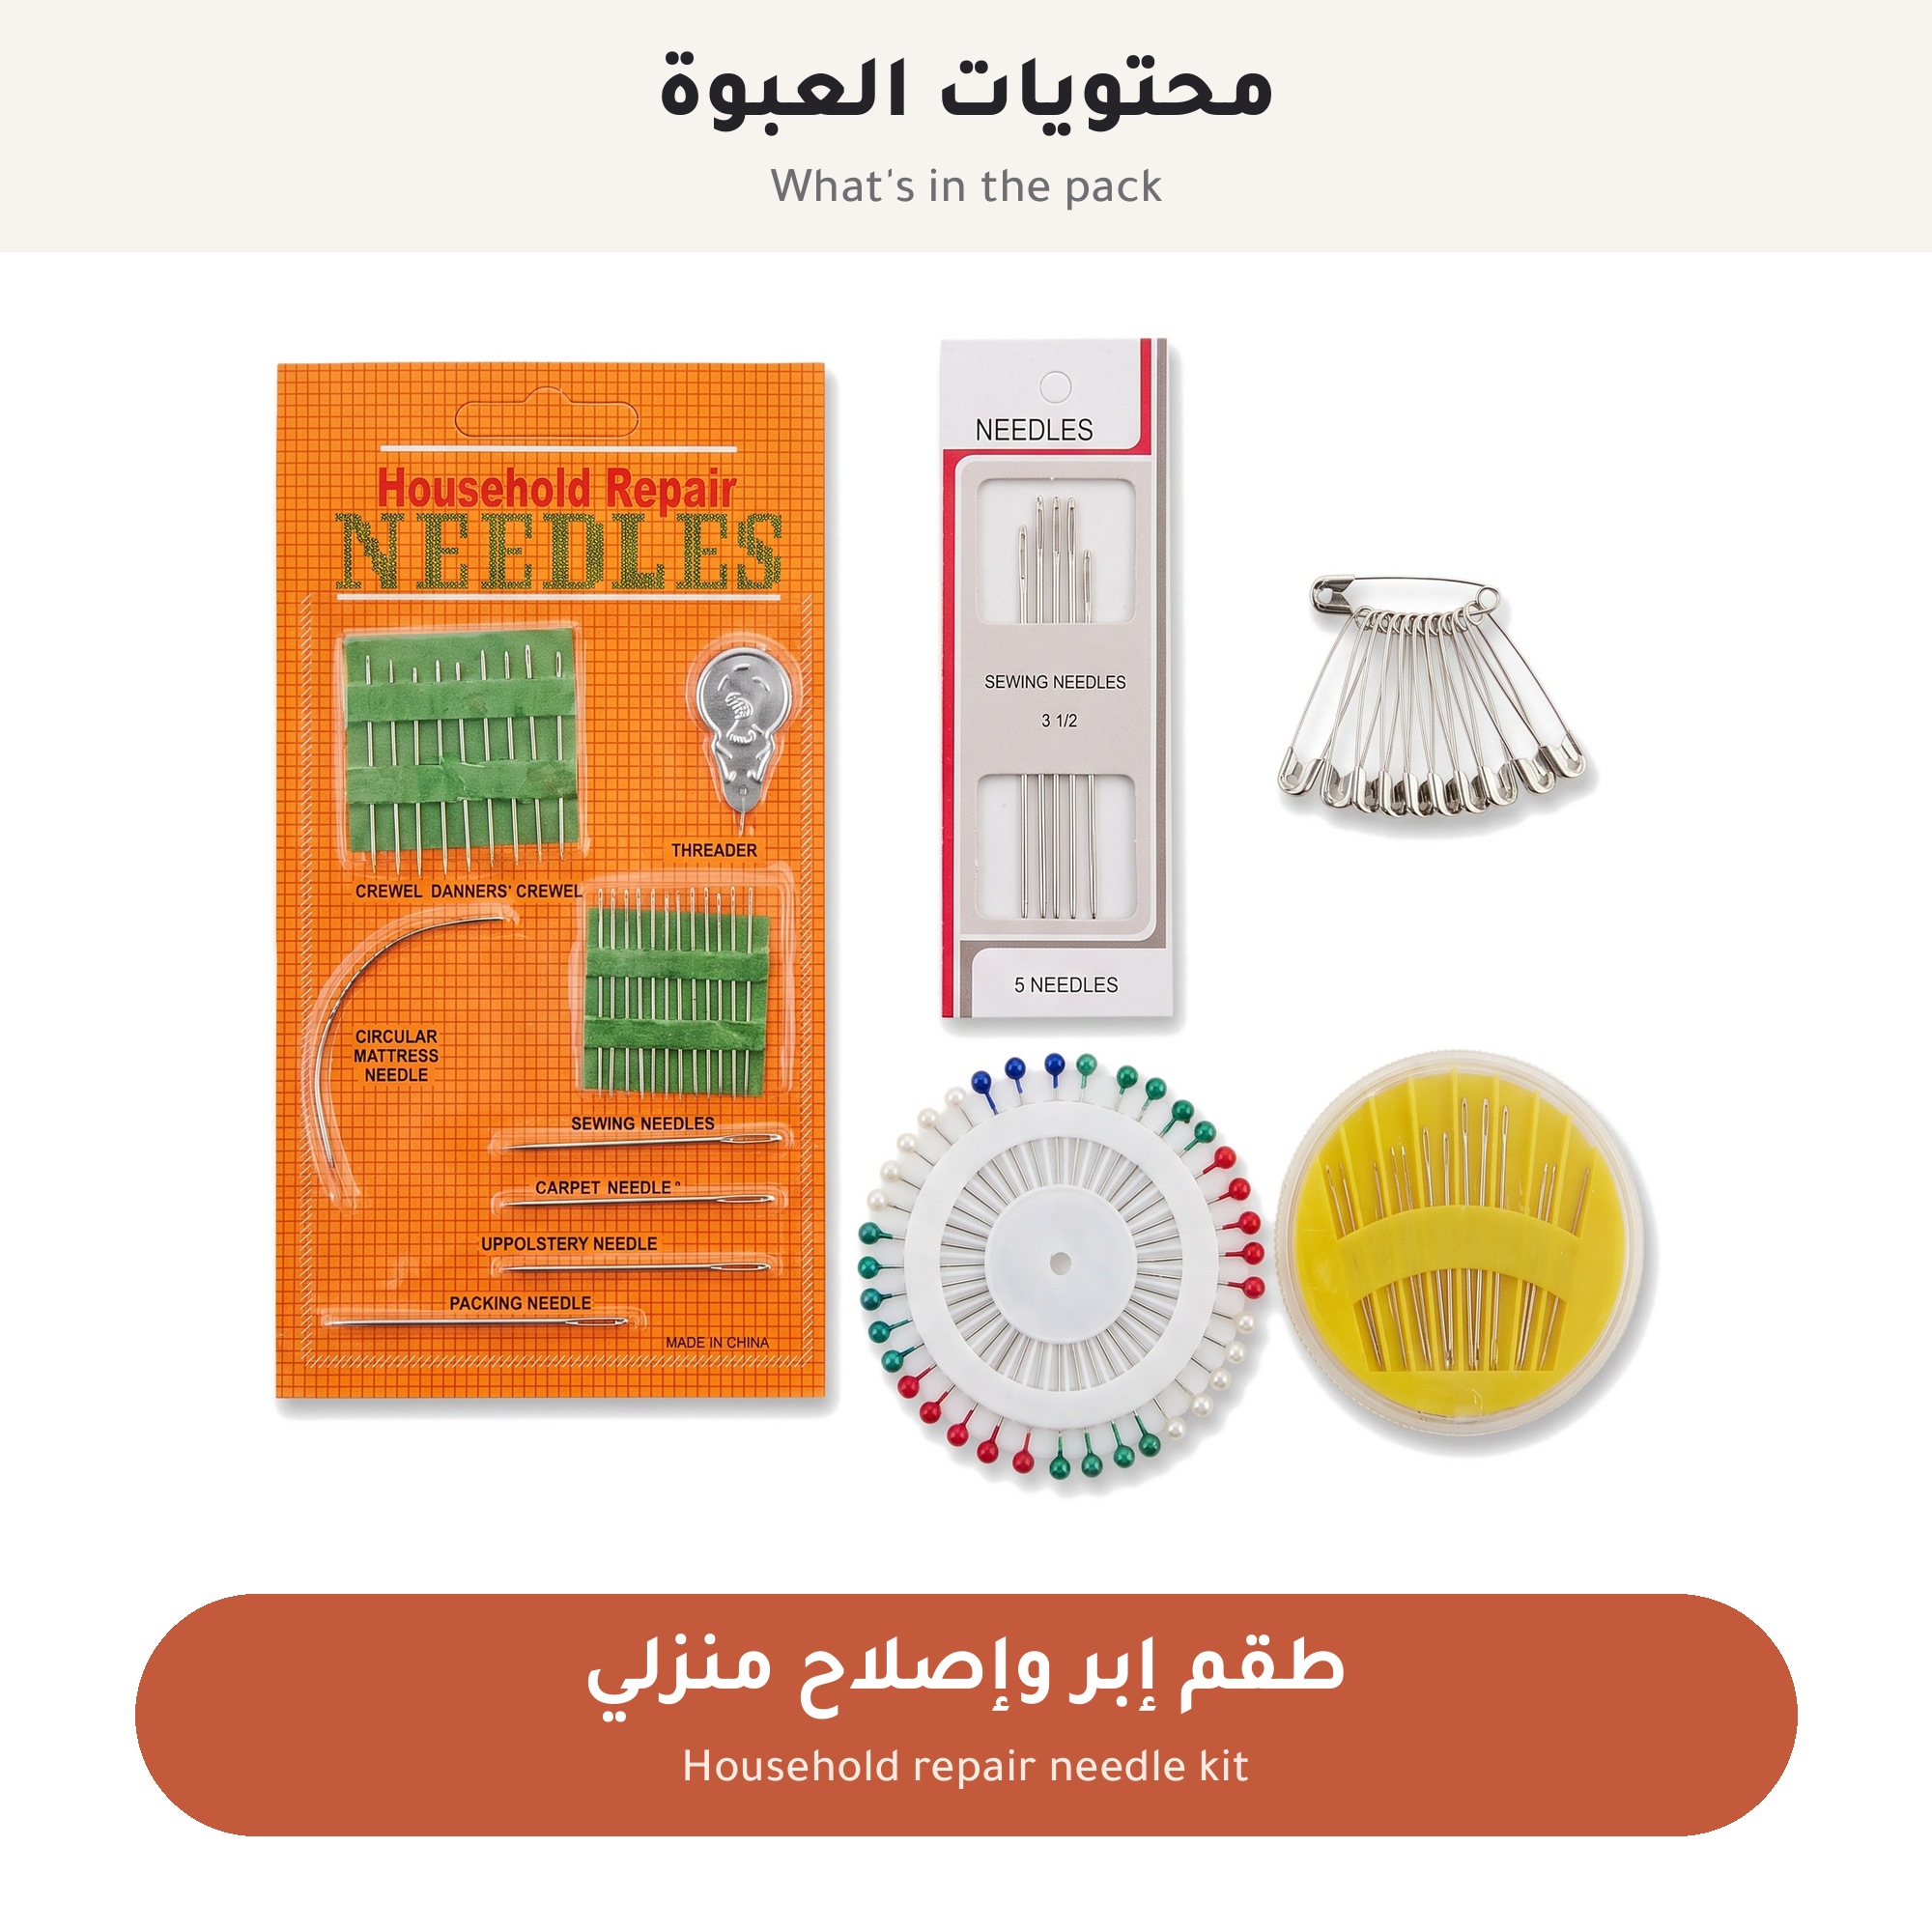 محتويات العبوة
What's in the pack
Household Repair
NEEDLES
THREADER
CREWEL DANNERS' CREWEL
CIRCULAR
MATTRESS
NEEDLE
SEWING NEEDLES
CARPET NEEDLE
UPPOLSTERY NEEDLE
PACKING NEEDLE
MADE IN CHINA
NEEDLES
SEWING NEEDLES
3 1/2
5 NEEDLES
طقم إبر وإصلاح منزلي
Household repair needle kit